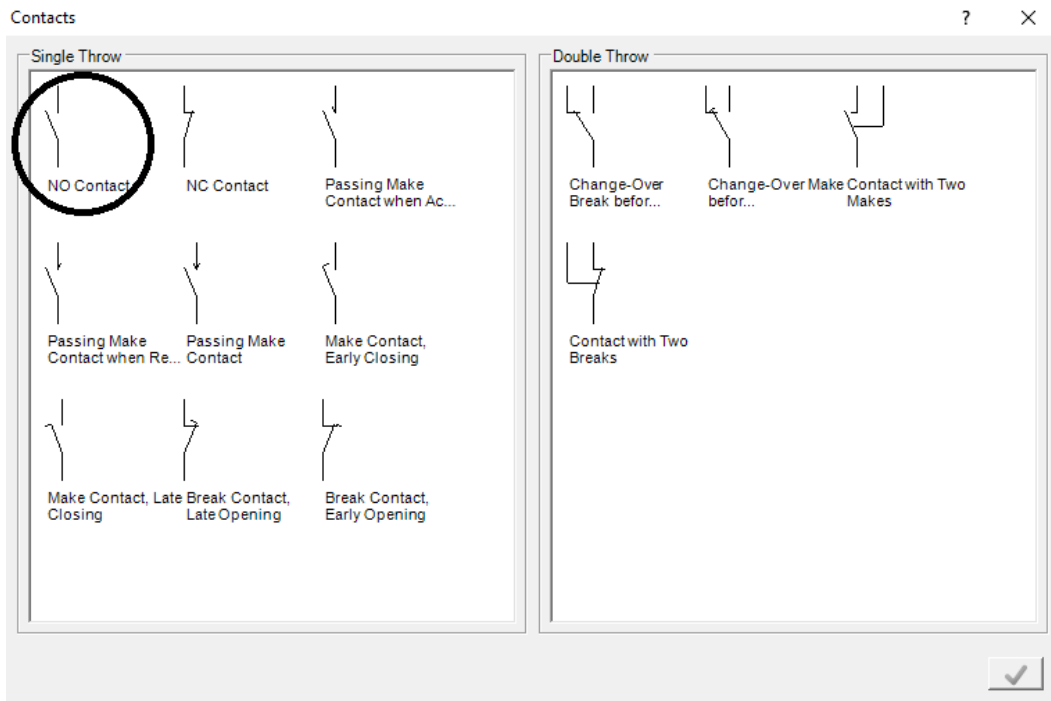 Contacts
?
Single Throw
NO Contact
NC Contact
Passing Make
Contact when Ac...
Passing Make
Contact when Re...
Passing Make
Contact
Make Contact,
Early Closing
Make Contact, Late
Closing
Break Contact,
Late Opening
Break Contact,
Early Opening
Double Throw
Change-Over
Break befor...
Change-Over Make
befor...
Contact with Two
Makes
Contact with Two
Breaks